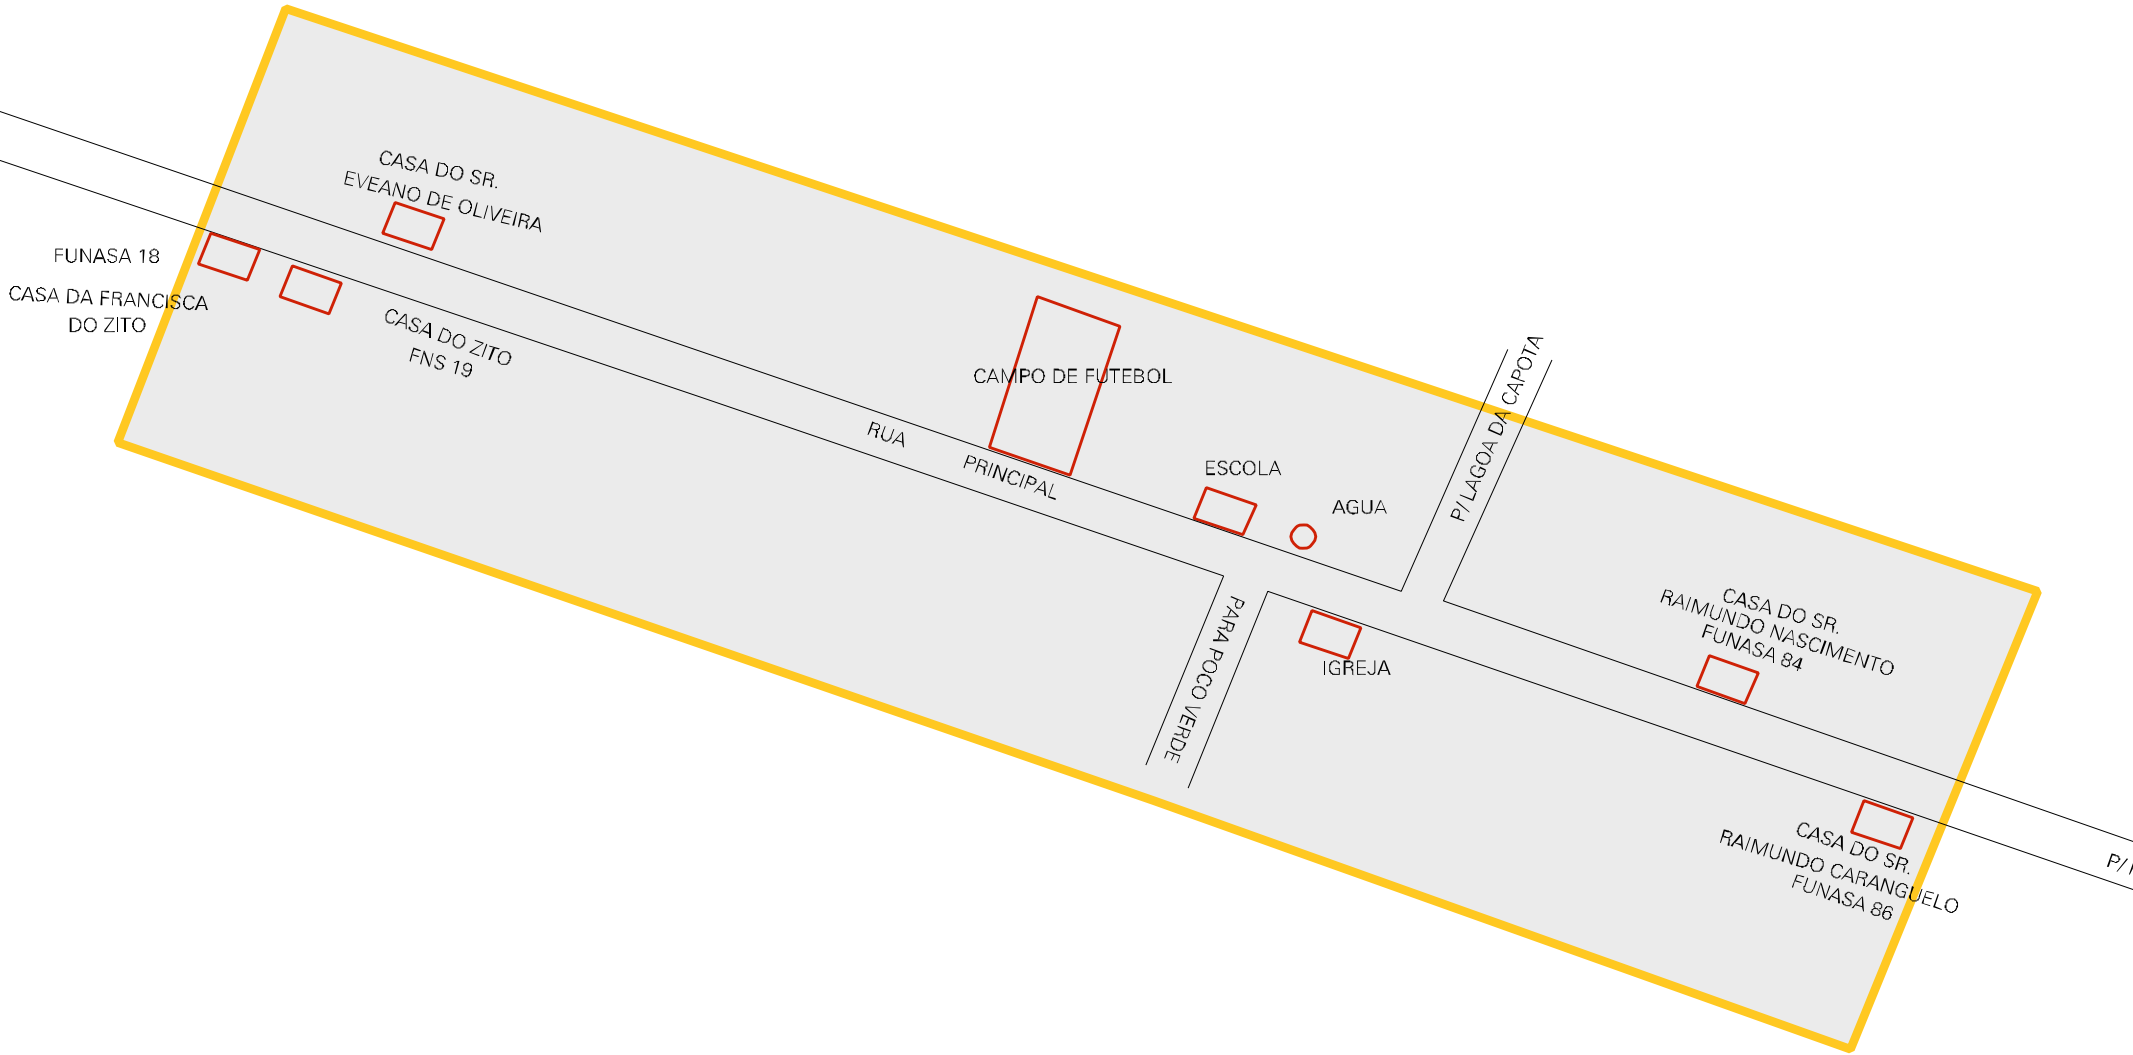 CASA DO SR.
EVEANO DE OLIVEIRA
FUNASA 18
CASA DA FRANCISCA
DO ZITO
CASA DO ZITO
FNS 19
CAMPO DE FUTEBOL
RUA
PRINCIPAL
ESCOLA
AGUA
P/ LAGOA DA CAPOTA
PARA POCO VERDE
IGREJA
CASA DO SR.
RAIMUNDO NASCIMENTO
FUNASA 84
CASA DO SR.
RAIMUNDO CARANGUELO
FUNASA 86
P/